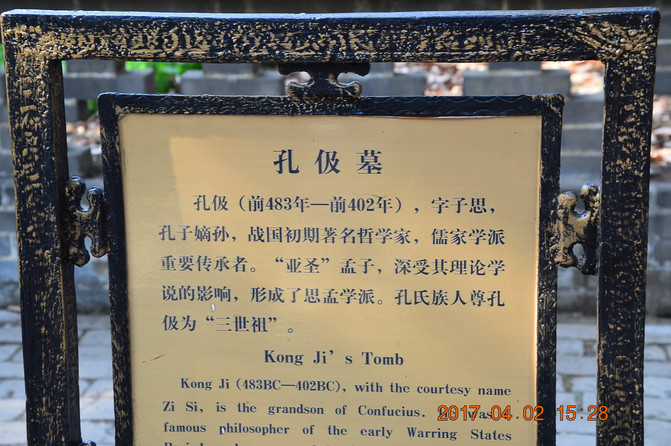 孔伋墓
孔伋（前483年—前402年），字子思，
孔子嫡孙，战国初期著名哲学家，儒家学派
重要传承者。“亚圣”孟子，深受其理论学
说的影响，形成了思孟学派。孔氏族人尊孔
伋为“三世祖”。
Kong Ji's Tomb
Kong Ji (483BC—402BC), with the courtesy name
Zi Si, is the grandson of Confucius. was
famous philosopher of the early Warring States
2017.04.02 15:28